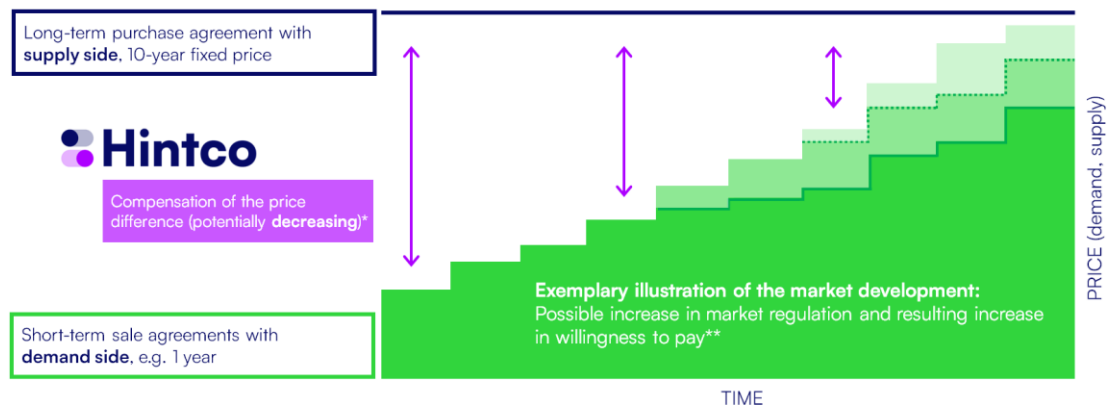 Long-term purchase agreement with
supply side, 10-year fixed price
Hintco
Compensation of the price
difference (potentially decreasing)*
Short-term sale agreements with
demand side, e.g. 1 year
Exemplary illustration of the market development:
Possible increase in market regulation and resulting increase
in willingness to pay**
TIME
PRICE (demand, supply)